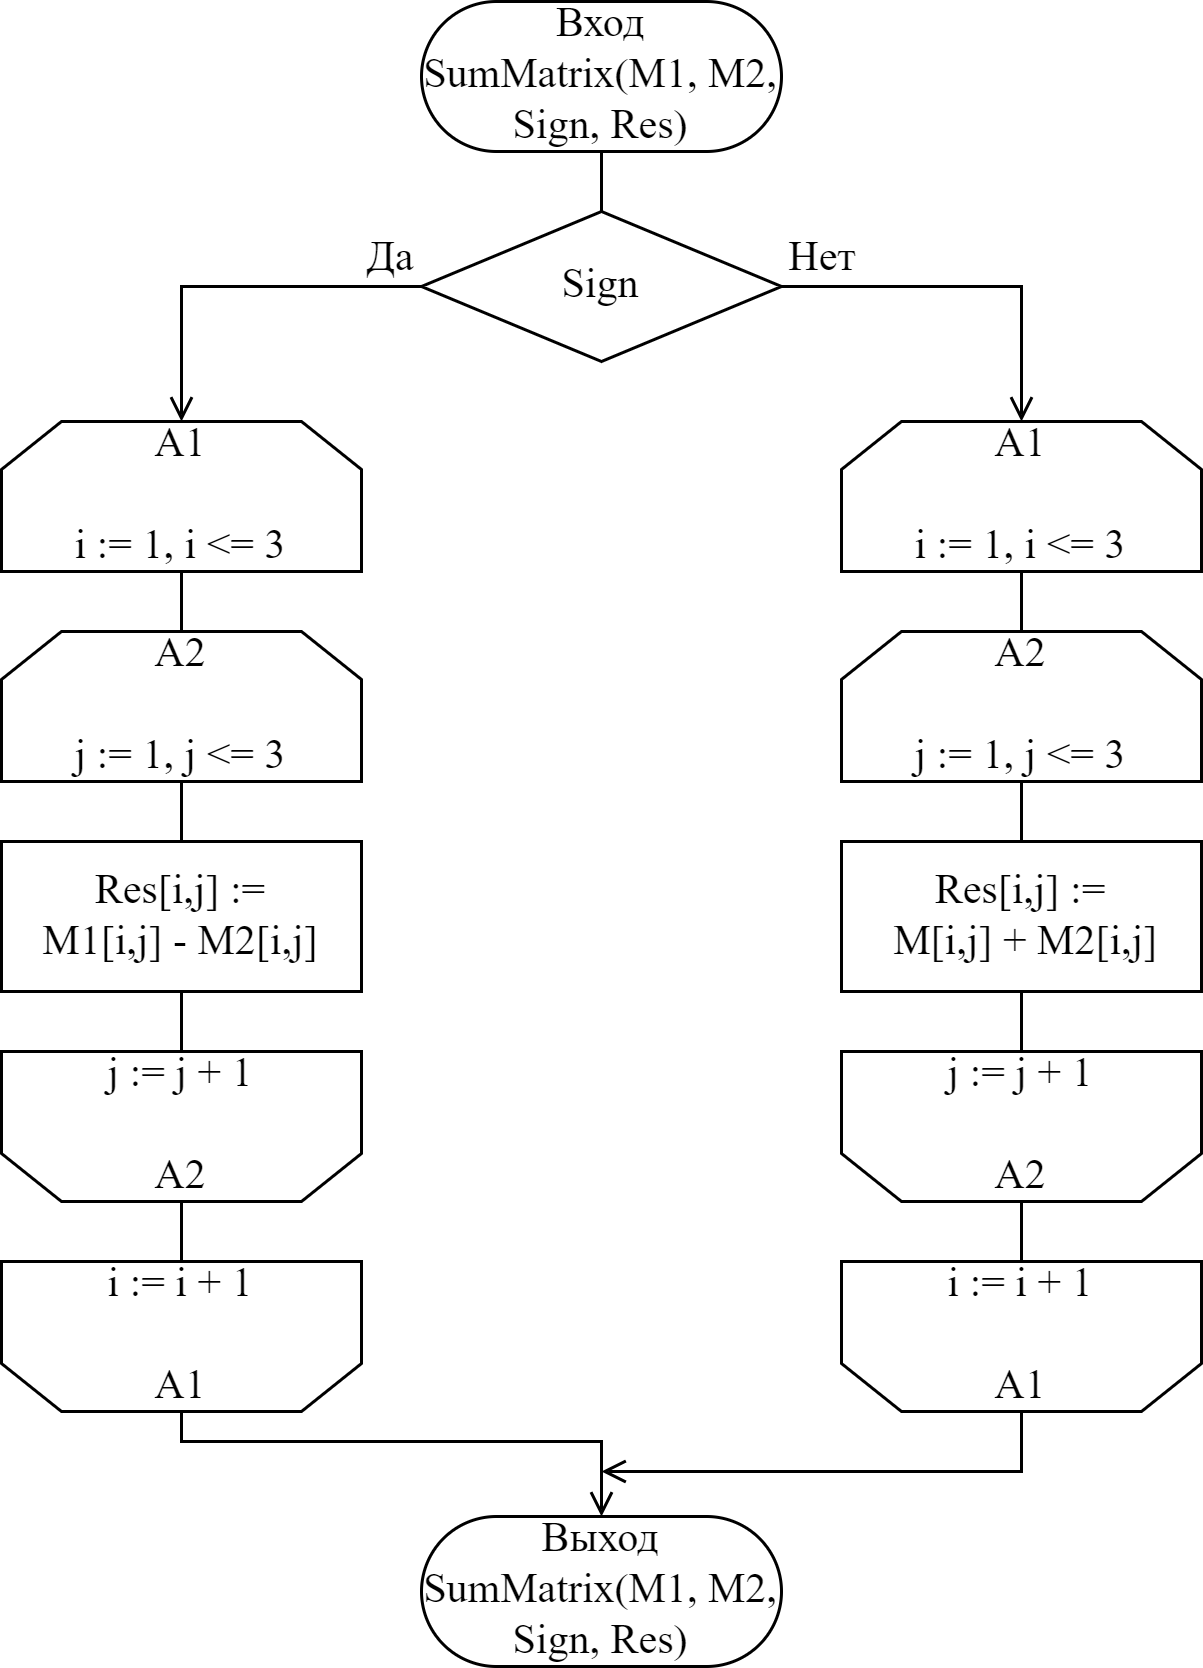 Вход
SumMatrix(M1, M2,
Sign, Res)
Sign
Да
Нет
A1
i := 1, i <= 3
A2
j := 1, j <= 3
Res[i,j] :=
M1[i,j] - M2[i,j]
j := j + 1
A2
i := i + 1
A1
A1
i := 1, i <= 3
A2
j := 1, j <= 3
Res[i,j] :=
M[i,j] + M2[i,j]
j := j + 1
A2
i := i + 1
A1
Выход
SumMatrix(M1, M2,
Sign, Res)